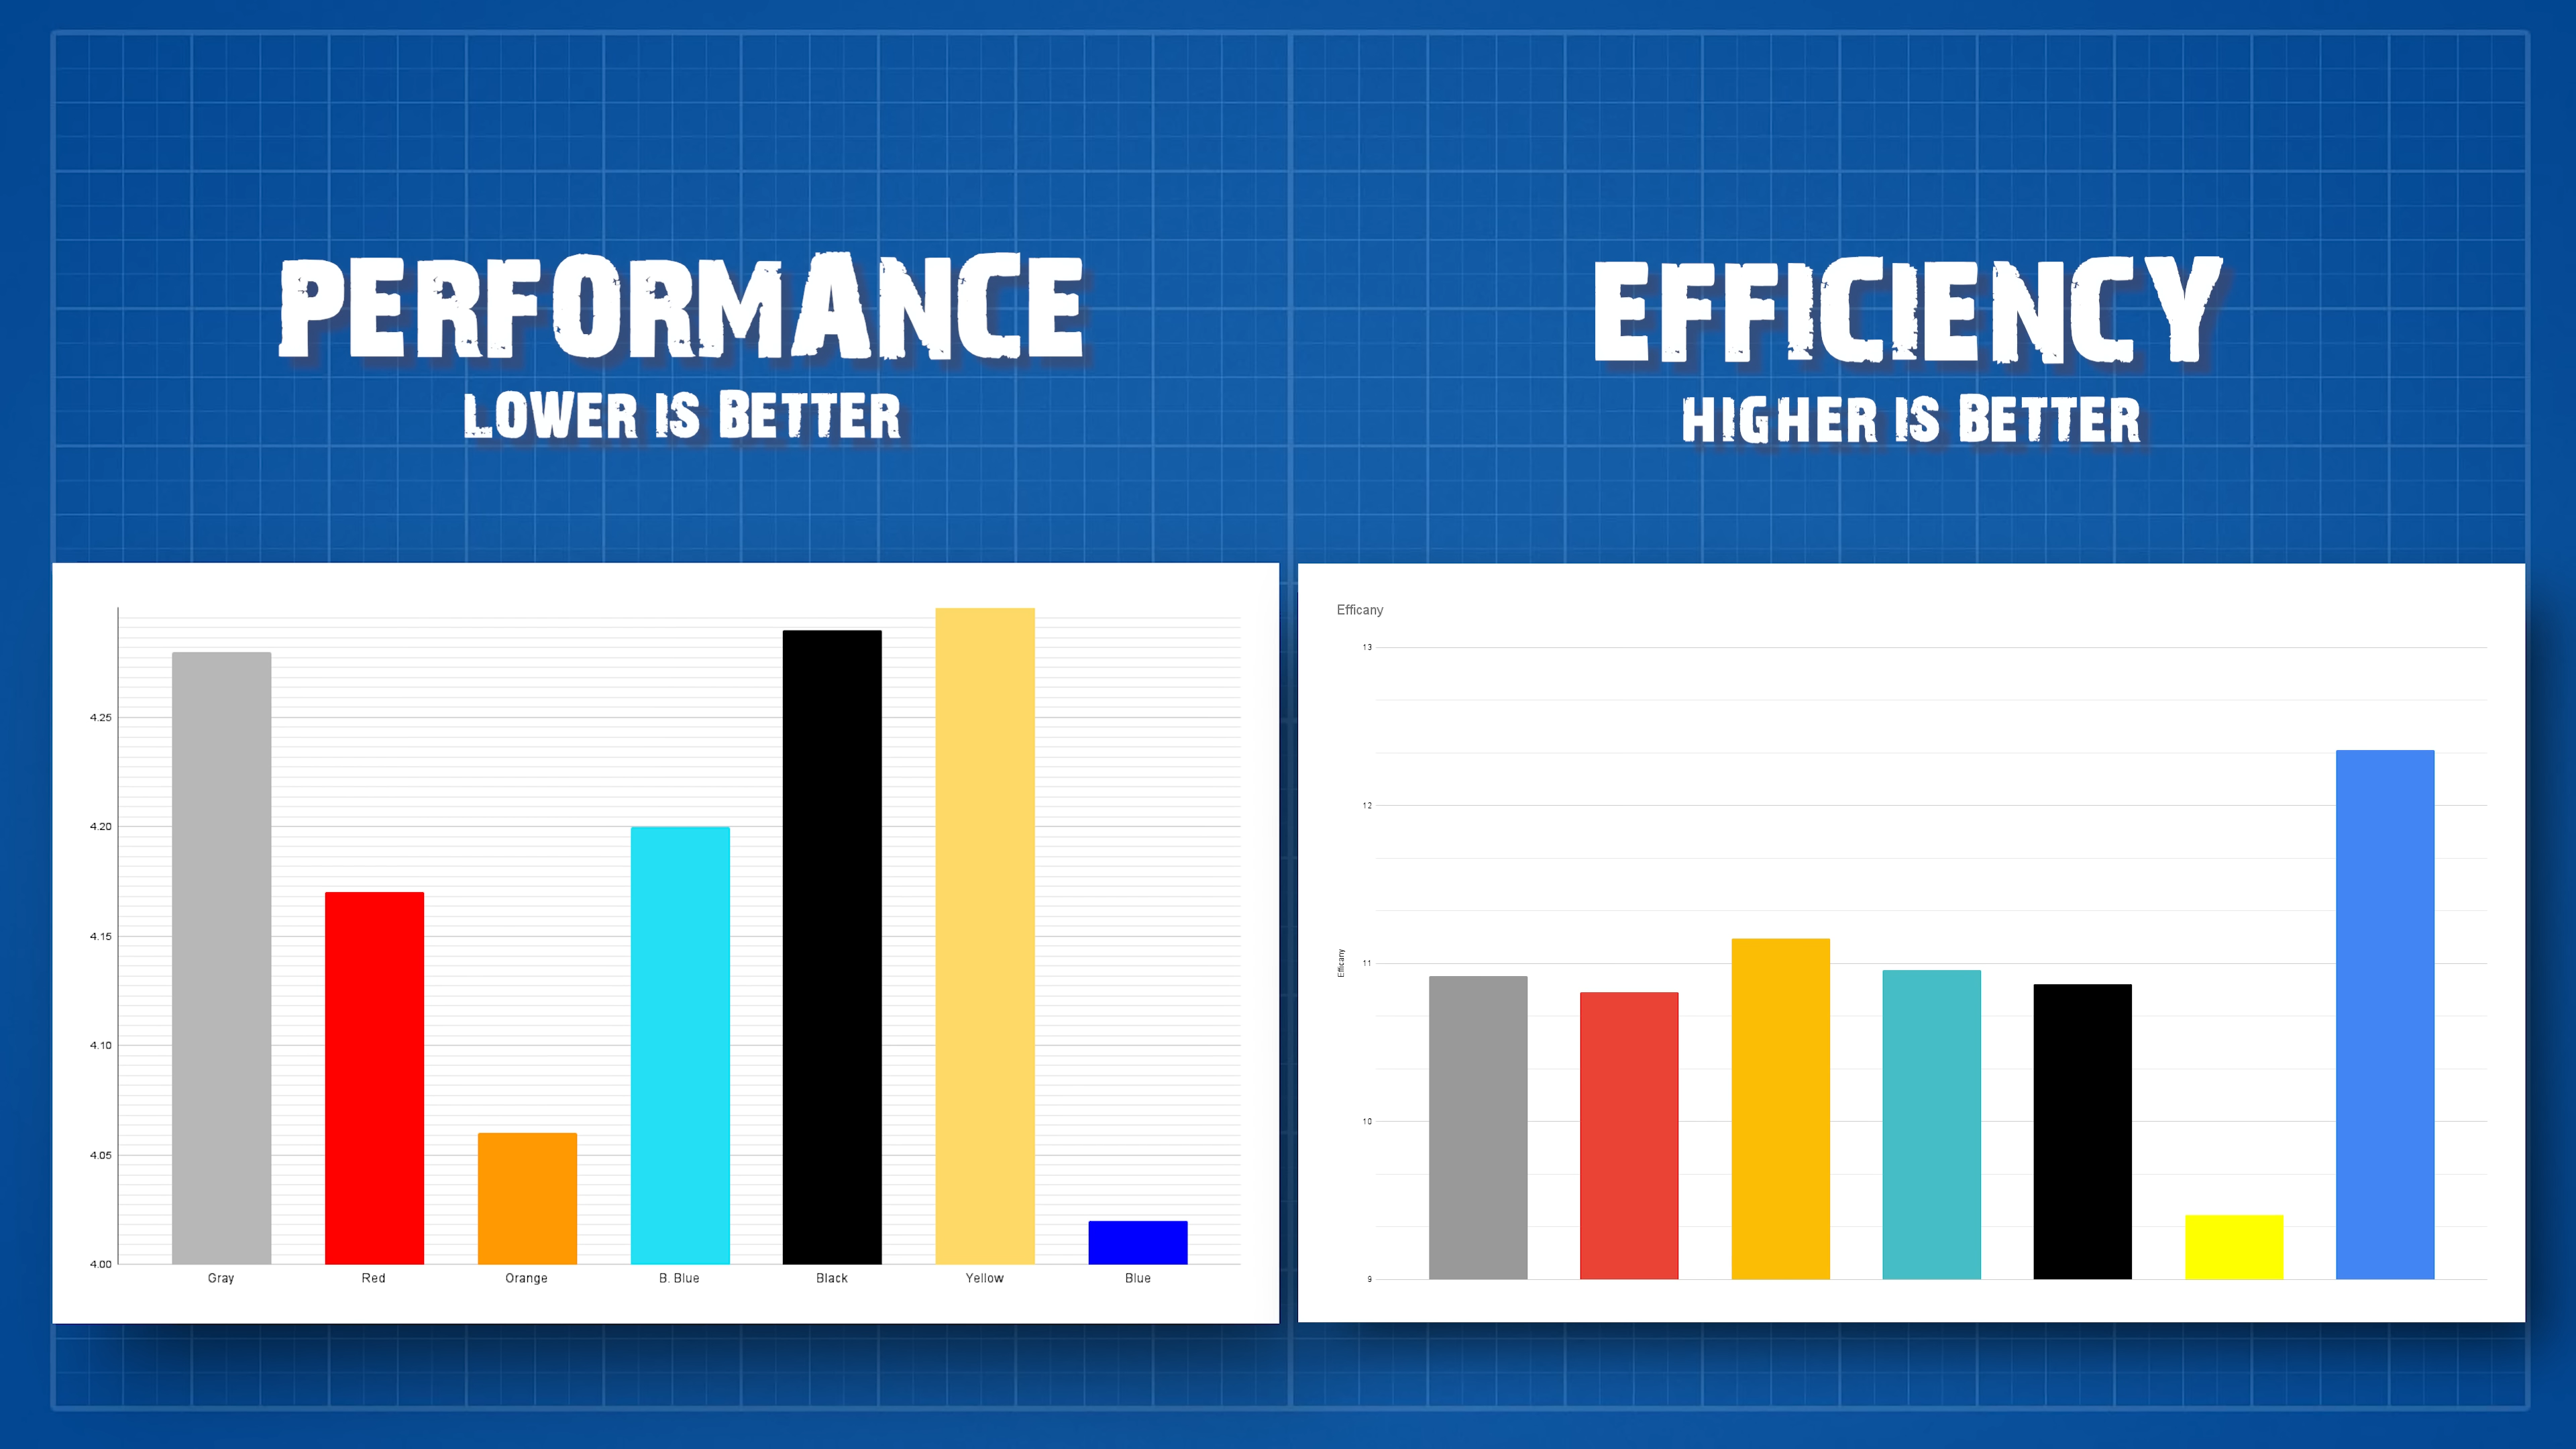 PERFORMANCE
LOWER IS BETTER
4.25
4.20
4.15
4.10
4.05
4.00
Gray Red Orange B. Blue Black Yellow Blue
EFFICIENCY
HIGHER IS BETTER
Efficany
Efficany
13
12
11
10
9